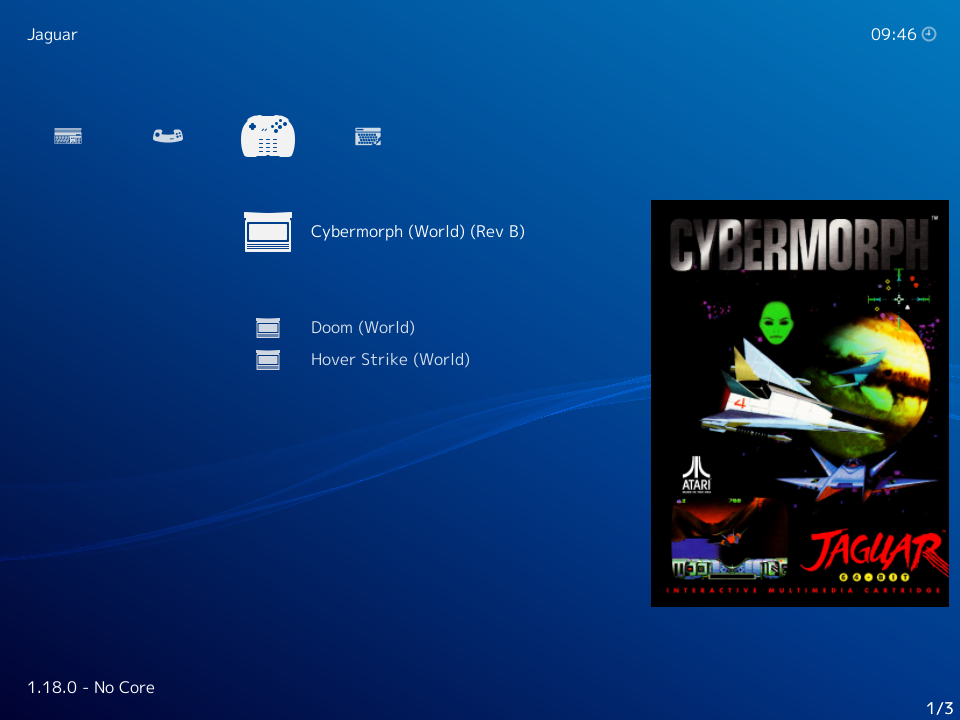 Jaguar
09:46
Cybermorph (World) (Rev B)
Doom (World)
Hover Strike (World)
CYBERMORPH™
4
ATARI
JAGUAR
64-BIT
INTERACTIVE MULTIMEDIA CARTRIDGE
1.18.0 - No Core
1/3